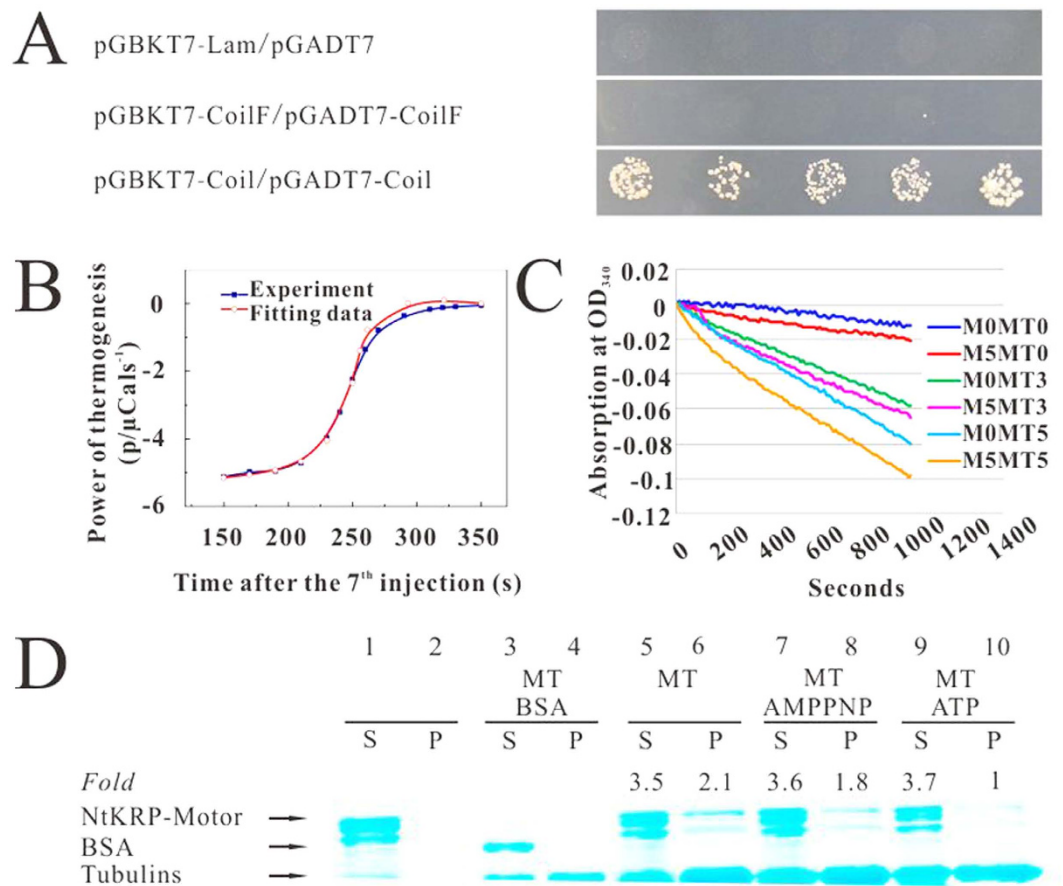 A
pGBKT7-Lam/pGADT7
pGBKT7-CoilF/pGADT7-CoilF
pGBKT7-Coil/pGADT7-Coil
B
Power of thermogenesis
(p/μCals⁻¹)
0
-2
-4
-6
Experiment
Fitting data
150 200 250 300 350
Time after the 7th injection (s)
C
Absorption at OD₃₄₀
0.02
0
-0.02
-0.04
-0.06
-0.08
-0.1
-0.12
M0MT0
M5MT0
M0MT3
M5MT3
M0MT5
M5MT5
0 200 400 600 800 1000 1200 1400
Seconds
D
1 2 3 4 5 6 7 8 9 10
MT MT MT MT
BSA AMPPNP ATP
S P S P S P S P S P
Fold 3.5 2.1 3.6 1.8 3.7 1
NtKRP-Motor
BSA
Tubulins